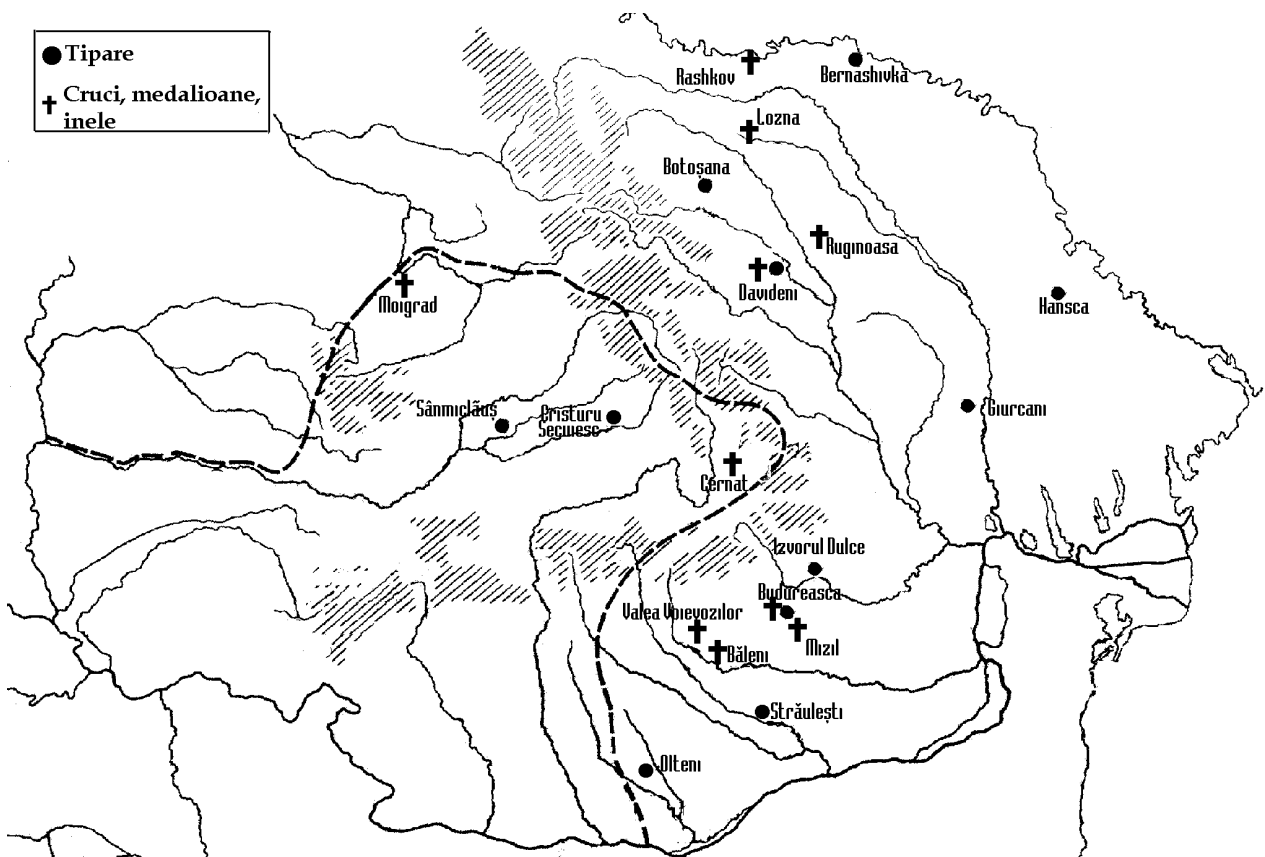 Tipare
Cruci, medalioane,
inele
Rashkov
Bernashivka
Lozna
Botoșana
Ruginoasa
Davideni
Hansca
Moigrad
Sânmiclăuș
Cristuru
Secuiesc
Giurcani
Cernat
Izvorul Dulce
Budureasca
Valea Voievozilor
Mizil
Băleni
Străulești
Olteni